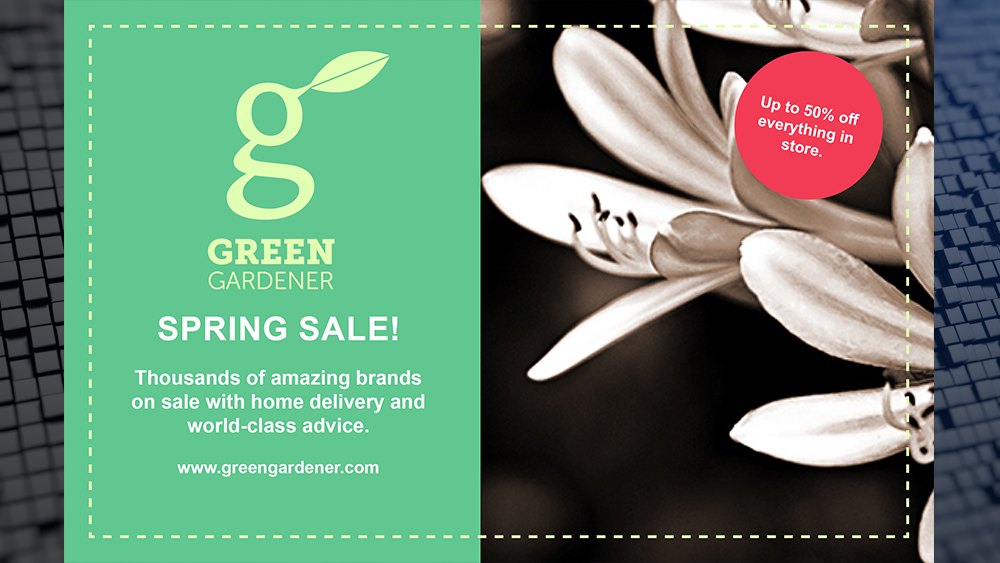 g
GREEN
GARDENER
SPRING SALE!
Thousands of amazing brands
on sale with home delivery and
world-class advice.
www.greengardener.com
Up to 50% off
everything in
store.